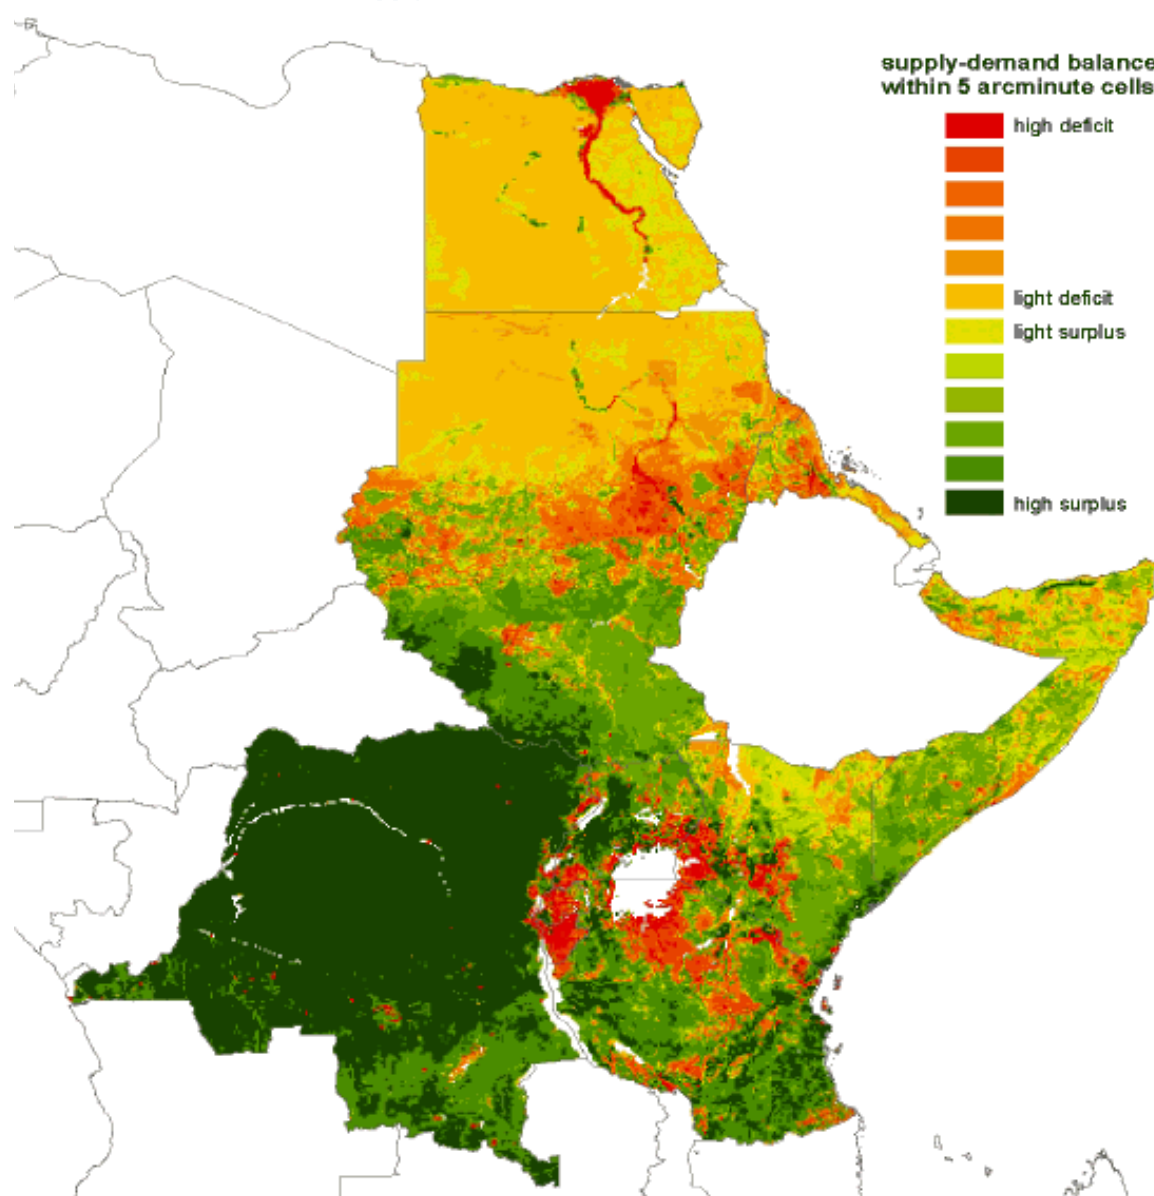 supply-demand balance
within 5 arcminute cells
high deficit
light deficit
light surplus
high surplus